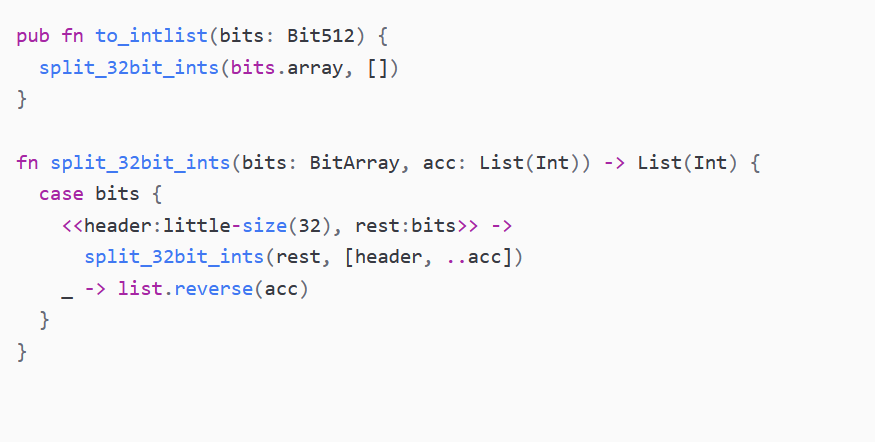 pub fn to_intlist(bits: Bit512) {
  split_32bit_ints(bits.array, [])
}

fn split_32bit_ints(bits: BitArray, acc: List(Int)) -> List(Int) {
  case bits {
    <<header:little-size(32), rest:bits>> ->
      split_32bit_ints(rest, [header, ..acc])
    _ -> list.reverse(acc)
  }
}